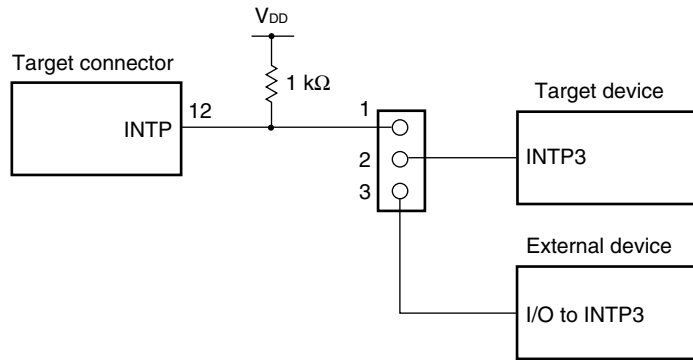 VDD
Target connector
1 kΩ
12
1
Target device
INTP
2
INTP3
3
External device
I/O to INTP3